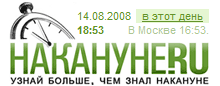 14.08.2008 в этот день
18:53 В Москве 16:53.
НАКАНУНЕ.RU
УЗНАЙ БОЛЬШЕ, ЧЕМ ЗНАЛ НАКАНУНЕ